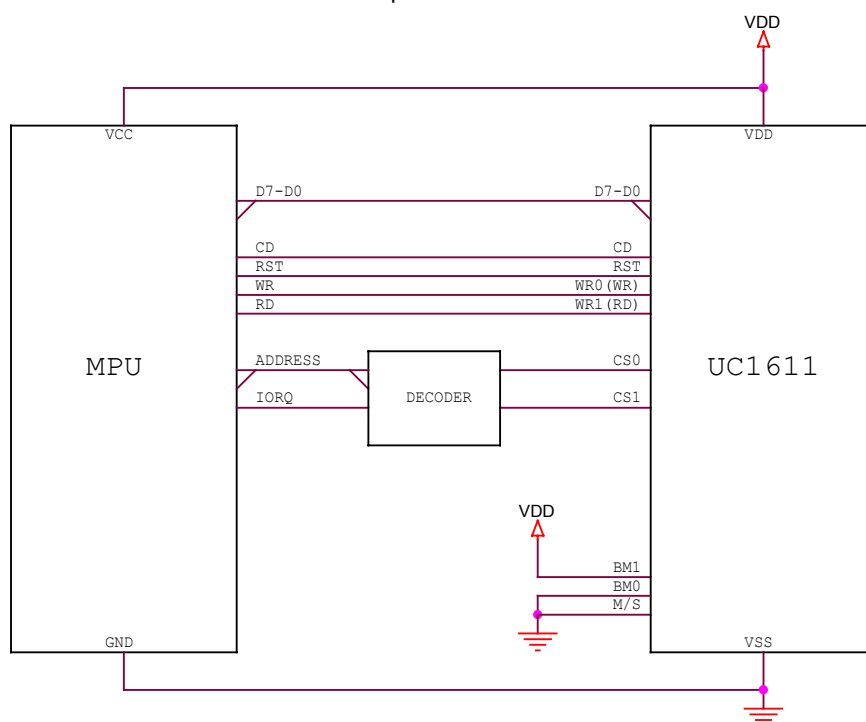 VDD
VCC
VDD
D7-D0 D7-D0
CD CD
RST RST
WR WR0(WR)
RD WR1(RD)
ADDRESS CS0
MPU DECODER UC1611
IORQ CS1
VDD
BM1
BM0
M/S
GND VSS